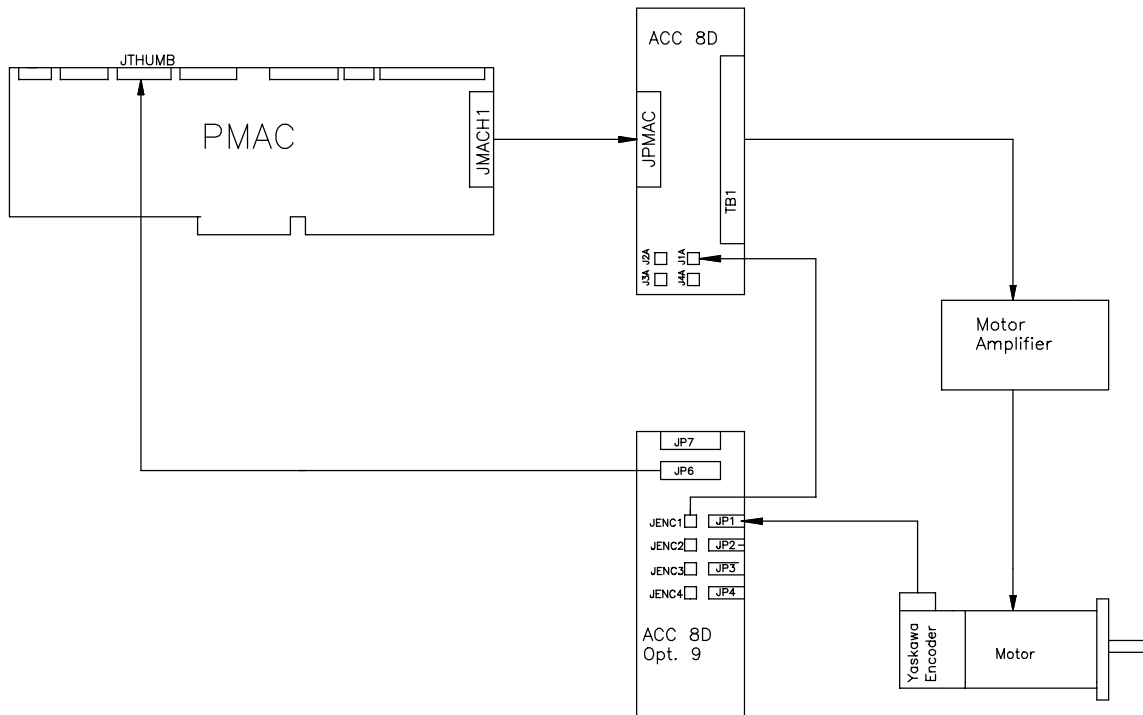 ACC 8D
JTHUMB
PMAC
JMACH1
JPMAC
TB1
J2A
J1A
J3A
J4A
Motor
Amplifier
JP7
JP6
JENC1
JP1
JENC2
JP2
JENC3
JP3
JENC4
JP4
ACC 8D
Opt. 9
Yaskawa
Encoder
Motor